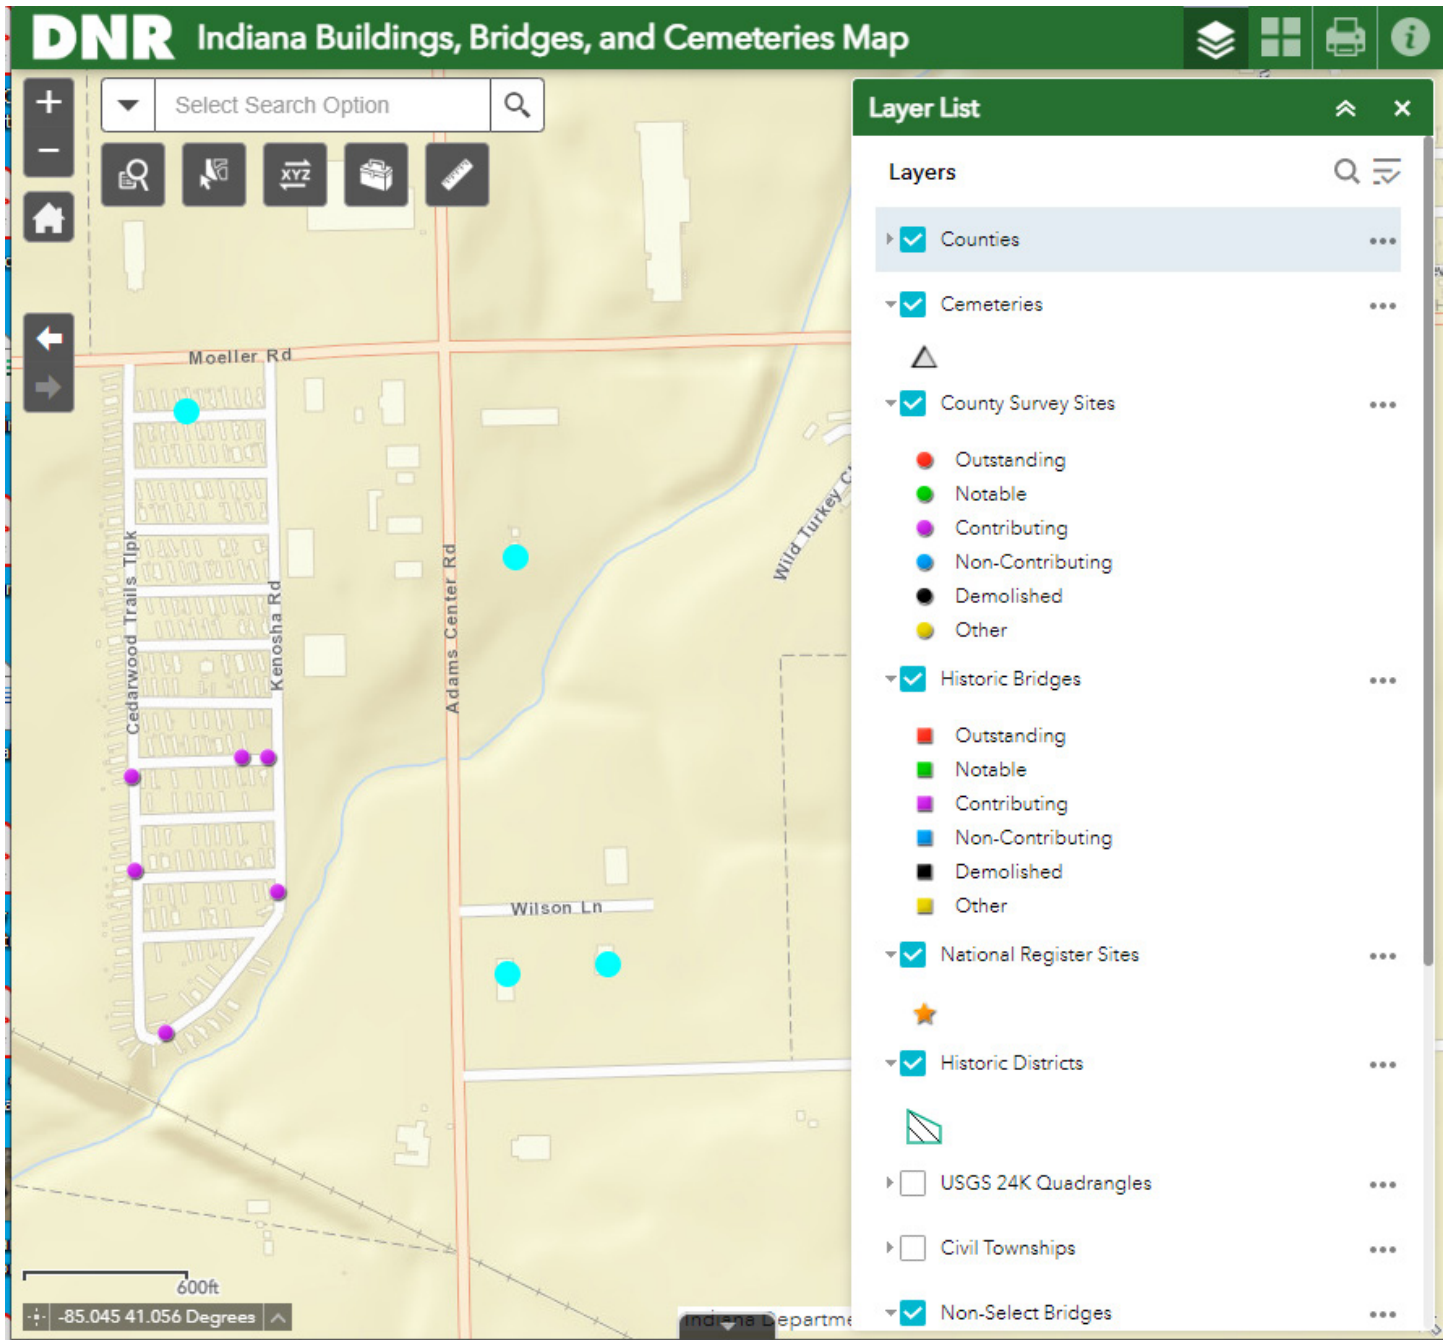 DNR Indiana Buildings, Bridges, and Cemeteries Map
+
Select Search Option
−
XYZ
Layer List
Layers
Counties
Cemeteries
County Survey Sites
Outstanding
Notable
Contributing
Non-Contributing
Demolished
Other
Historic Bridges
Outstanding
Notable
Contributing
Non-Contributing
Demolished
Other
National Register Sites
Historic Districts
USGS 24K Quadrangles
Civil Townships
Non-Select Bridges
Moeller Rd
Cedarwood Trails Tlpk
Kenosha Rd
Adams Center Rd
Wild Turkey
Wilson Ln
600ft
-85.045 41.056 Degrees
Indiana Departme